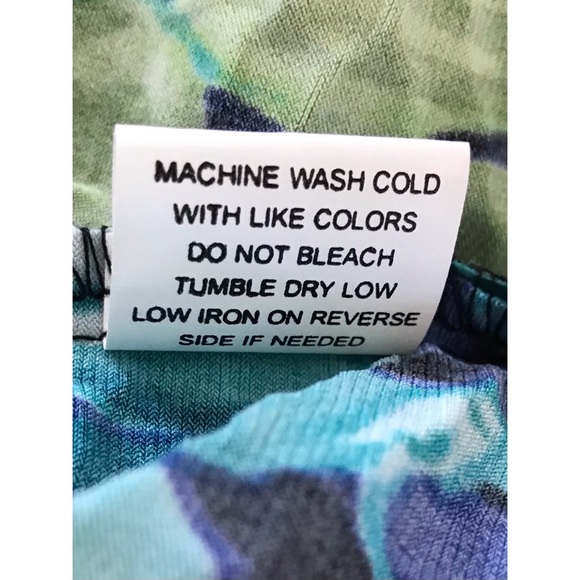 MACHINE WASH COLD
WITH LIKE COLORS
DO NOT BLEACH
TUMBLE DRY LOW
LOW IRON ON REVERSE
SIDE IF NEEDED